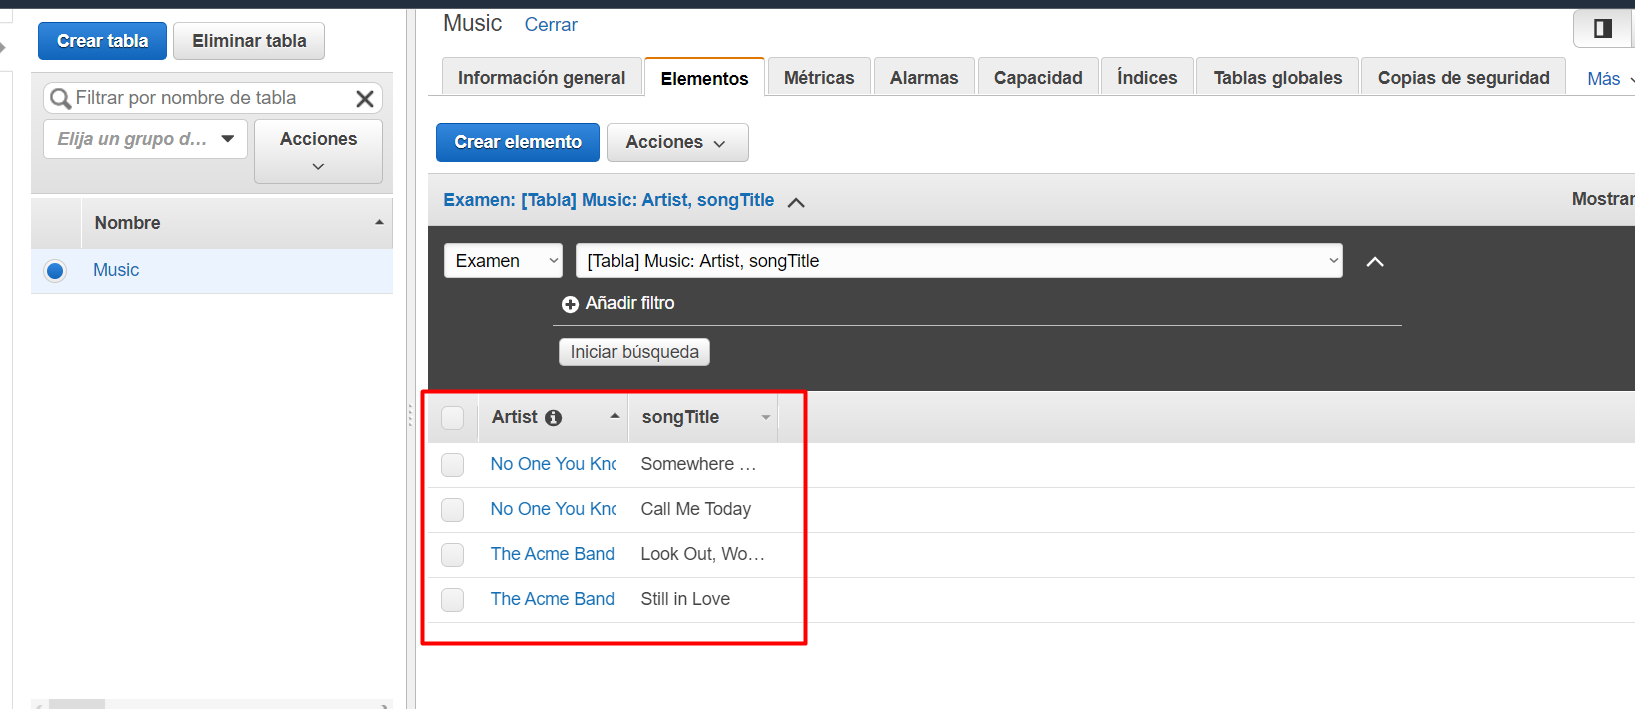 Crear tabla
Eliminar tabla
Filtrar por nombre de tabla
Elija un grupo d...
Acciones
Nombre
Music
Music Cerrar
Información general
Elementos
Métricas
Alarmas
Capacidad
Índices
Tablas globales
Copias de seguridad
Más
Crear elemento
Acciones
Examen: [Tabla] Music: Artist, songTitle
Mostrar
Examen
[Tabla] Music: Artist, songTitle
Añadir filtro
Iniciar búsqueda
Artist songTitle
No One You Kno Somewhere ...
No One You Kno Call Me Today
The Acme Band Look Out, Wo...
The Acme Band Still in Love